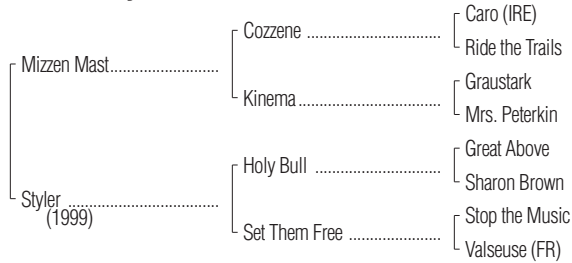 Caro (IRE)
Cozzene ..............................
Ride the Trails
Mizzen Mast........................
Graustark
Kinema................................
Mrs. Peterkin
Great Above
Holy Bull ............................
Sharon Brown
Styler .....................
(1999)
Stop the Music
Set Them Free ....................
Valseuse (FR)